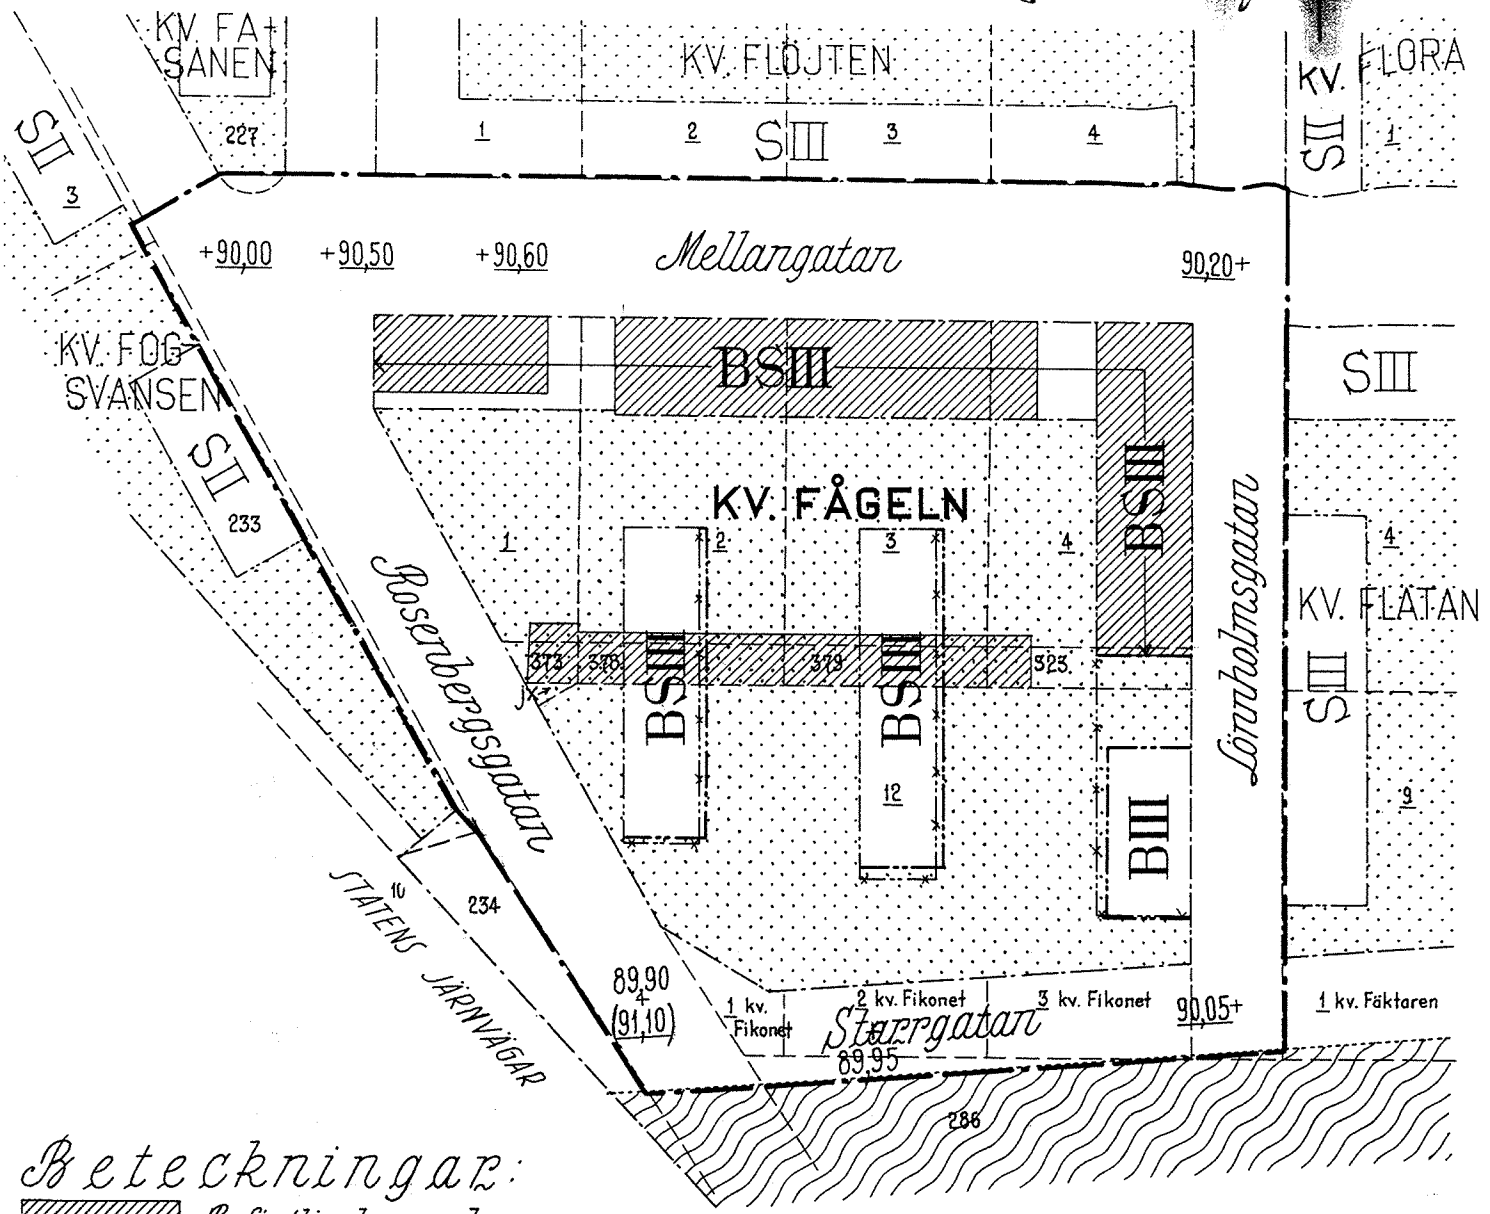 KV. FA-
SANEN
KV. FLÖJTEN
KV. FLORA
227
1
2
SIII
3
4
SIII
1
SII
3
+90,00
+90,50
+90,60
Mellangatan
90,20+
KV. FOG-
SVANSEN
BSIII
SIII
SII
233
KV. FÅGELN
1
2
3
4
BSIII
4
Rosenbergsgatan
Lönnholmsgatan
KV. FLÄTAN
373
378
BSIII
379
BSIII
323
SIII
12
BIII
9
10
234
STATENS JÄRNVÄGAR
89,90
+
(91,10)
1 kv.
Fikonet
2 kv. Fikonet
3 kv. Fikonet
90,05+
1 kv. Fäktaren
Starrgatan
89,95
286
Beteckningar: